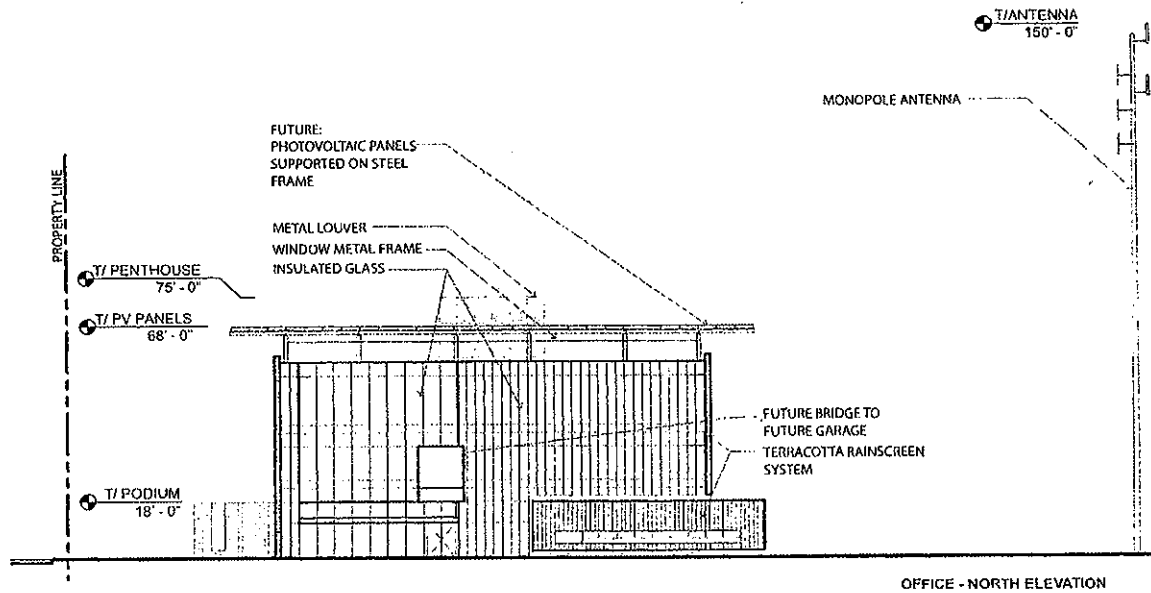 T/ANTENNA
150' - 0"
MONOPOLE ANTENNA
FUTURE:
PHOTOVOLTAIC PANELS
SUPPORTED ON STEEL
FRAME
PROPERTY LINE
METAL LOUVER
WINDOW METAL FRAME
INSULATED GLASS
T/ PENTHOUSE
75' - 0"
T/ PV PANELS
68' - 0"
FUTURE BRIDGE TO
FUTURE GARAGE
TERRACOTTA RAINSCREEN
SYSTEM
T/ PODIUM
18' - 0"
OFFICE - NORTH ELEVATION